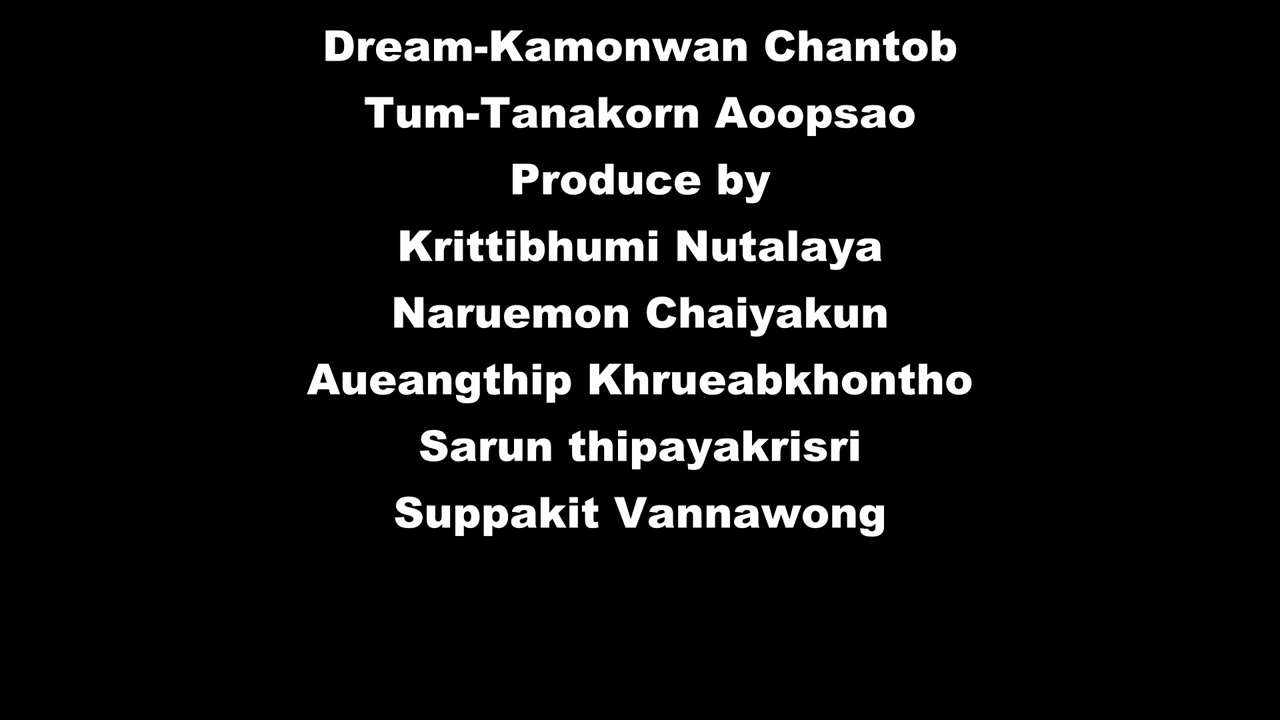 Dream-Kamonwan Chantob
Tum-Tanakorn Aoopsao
Produce by
Krittibhumi Nutalaya
Naruemon Chaiyakun
Aueangthip Khrueabkhontho
Sarun thipayakrisri
Suppakit Vannawong